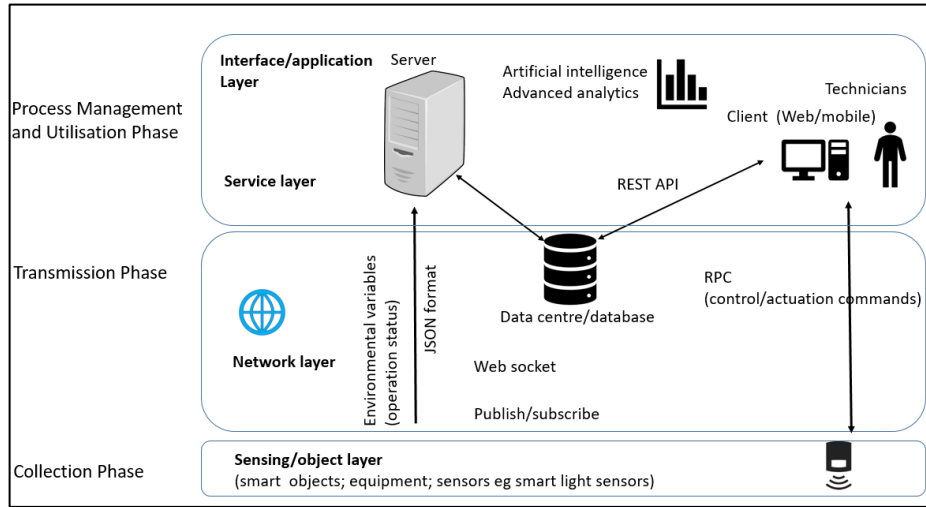 Process Management
and Utilisation Phase
Interface/application
Layer
Server
Artificial intelligence
Advanced analytics
Technicians
Client (Web/mobile)
Service layer
REST API
Transmission Phase
Environmental variables
(operation status)
JSON format
RPC
(control/actuation commands)
Data centre/database
Network layer
Web socket
Publish/subscribe
Collection Phase
Sensing/object layer
(smart objects; equipment; sensors eg smart light sensors)